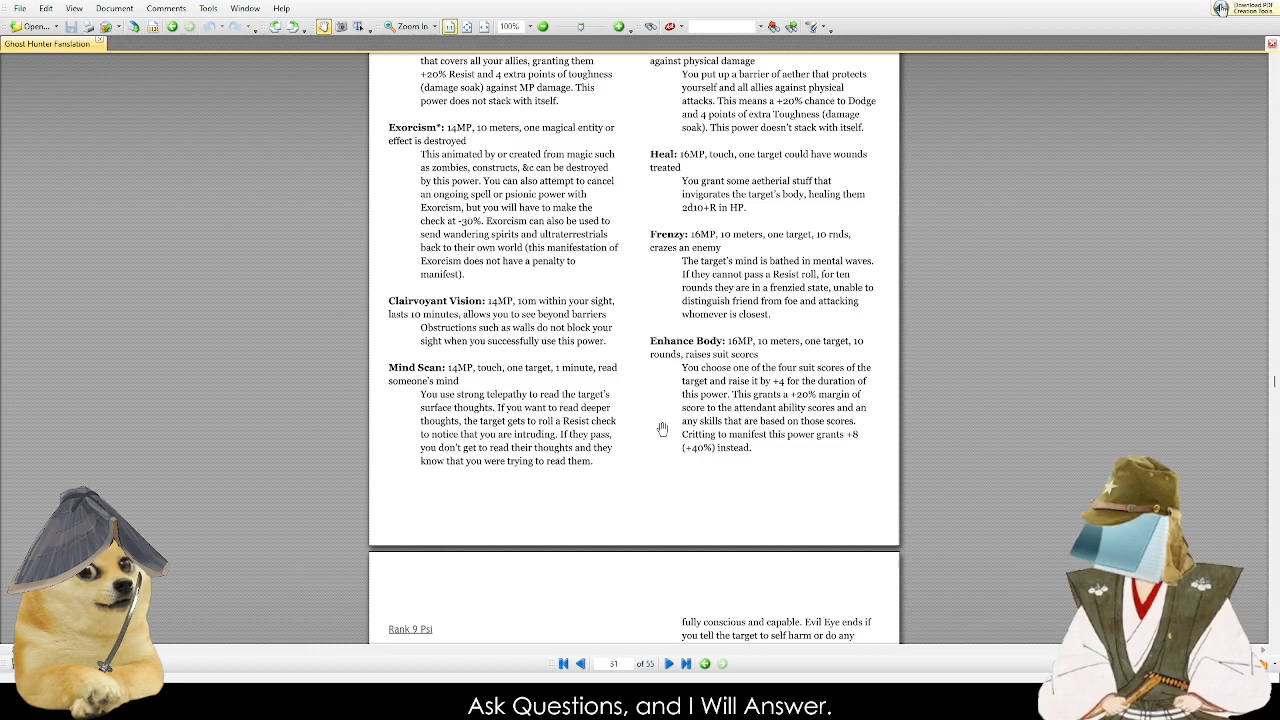 File Edit View Document Comments Tools Window Help
Download PDF
Creation Tools
Open... Zoom In 100%
Ghost Hunter Fanslation
that covers all your allies, granting them
+20% Resist and 4 extra points of toughness
(damage soak) against MP damage. This
power does not stack with itself.
Exorcism*: 14MP, 10 meters, one magical entity or
effect is destroyed
This animated by or created from magic such
as zombies, constructs, &c can be destroyed
by this power. You can also attempt to cancel
an ongoing spell or psionic power with
Exorcism, but you will have to make the
check at -30%. Exorcism can also be used to
send wandering spirits and ultraterrestrials
back to their own world (this manifestation of
Exorcism does not have a penalty to
manifest).
Clairvoyant Vision: 14MP, 10m within your sight,
lasts 10 minutes, allows you to see beyond barriers
Obstructions such as walls do not block your
sight when you successfully use this power.
Mind Scan: 14MP, touch, one target, 1 minute, read
someone's mind
You use strong telepathy to read the target's
surface thoughts. If you want to read deeper
thoughts, the target gets to roll a Resist check
to notice that you are intruding. If they pass,
you don't get to read their thoughts and they
know that you were trying to read them.
against physical damage
You put up a barrier of aether that protects
yourself and all allies against physical
attacks. This means a +20% chance to Dodge
and 4 points of extra Toughness (damage
soak). This power doesn't stack with itself.
Heal: 16MP, touch, one target could have wounds
treated
You grant some aetherial stuff that
invigorates the target's body, healing them
2d10+R in HP.
Frenzy: 16MP, 10 meters, one target, 10 rnds,
crazes an enemy
The target's mind is bathed in mental waves.
If they cannot pass a Resist roll, for ten
rounds they are in a frenzied state, unable to
distinguish friend from foe and attacking
whomever is closest.
Enhance Body: 16MP, 10 meters, one target, 10
rounds, raises suit scores
You choose one of the four suit scores of the
target and raise it by +4 for the duration of
this power. This grants a +20% margin of
score to the attendant ability scores and an
any skills that are based on those scores.
Critting to manifest this power grants +8
(+40%) instead.
Rank 9 Psi
fully conscious and capable. Evil Eye ends if
you tell the target to self harm or do any
31 of 55
Ask Questions, and I Will Answer.